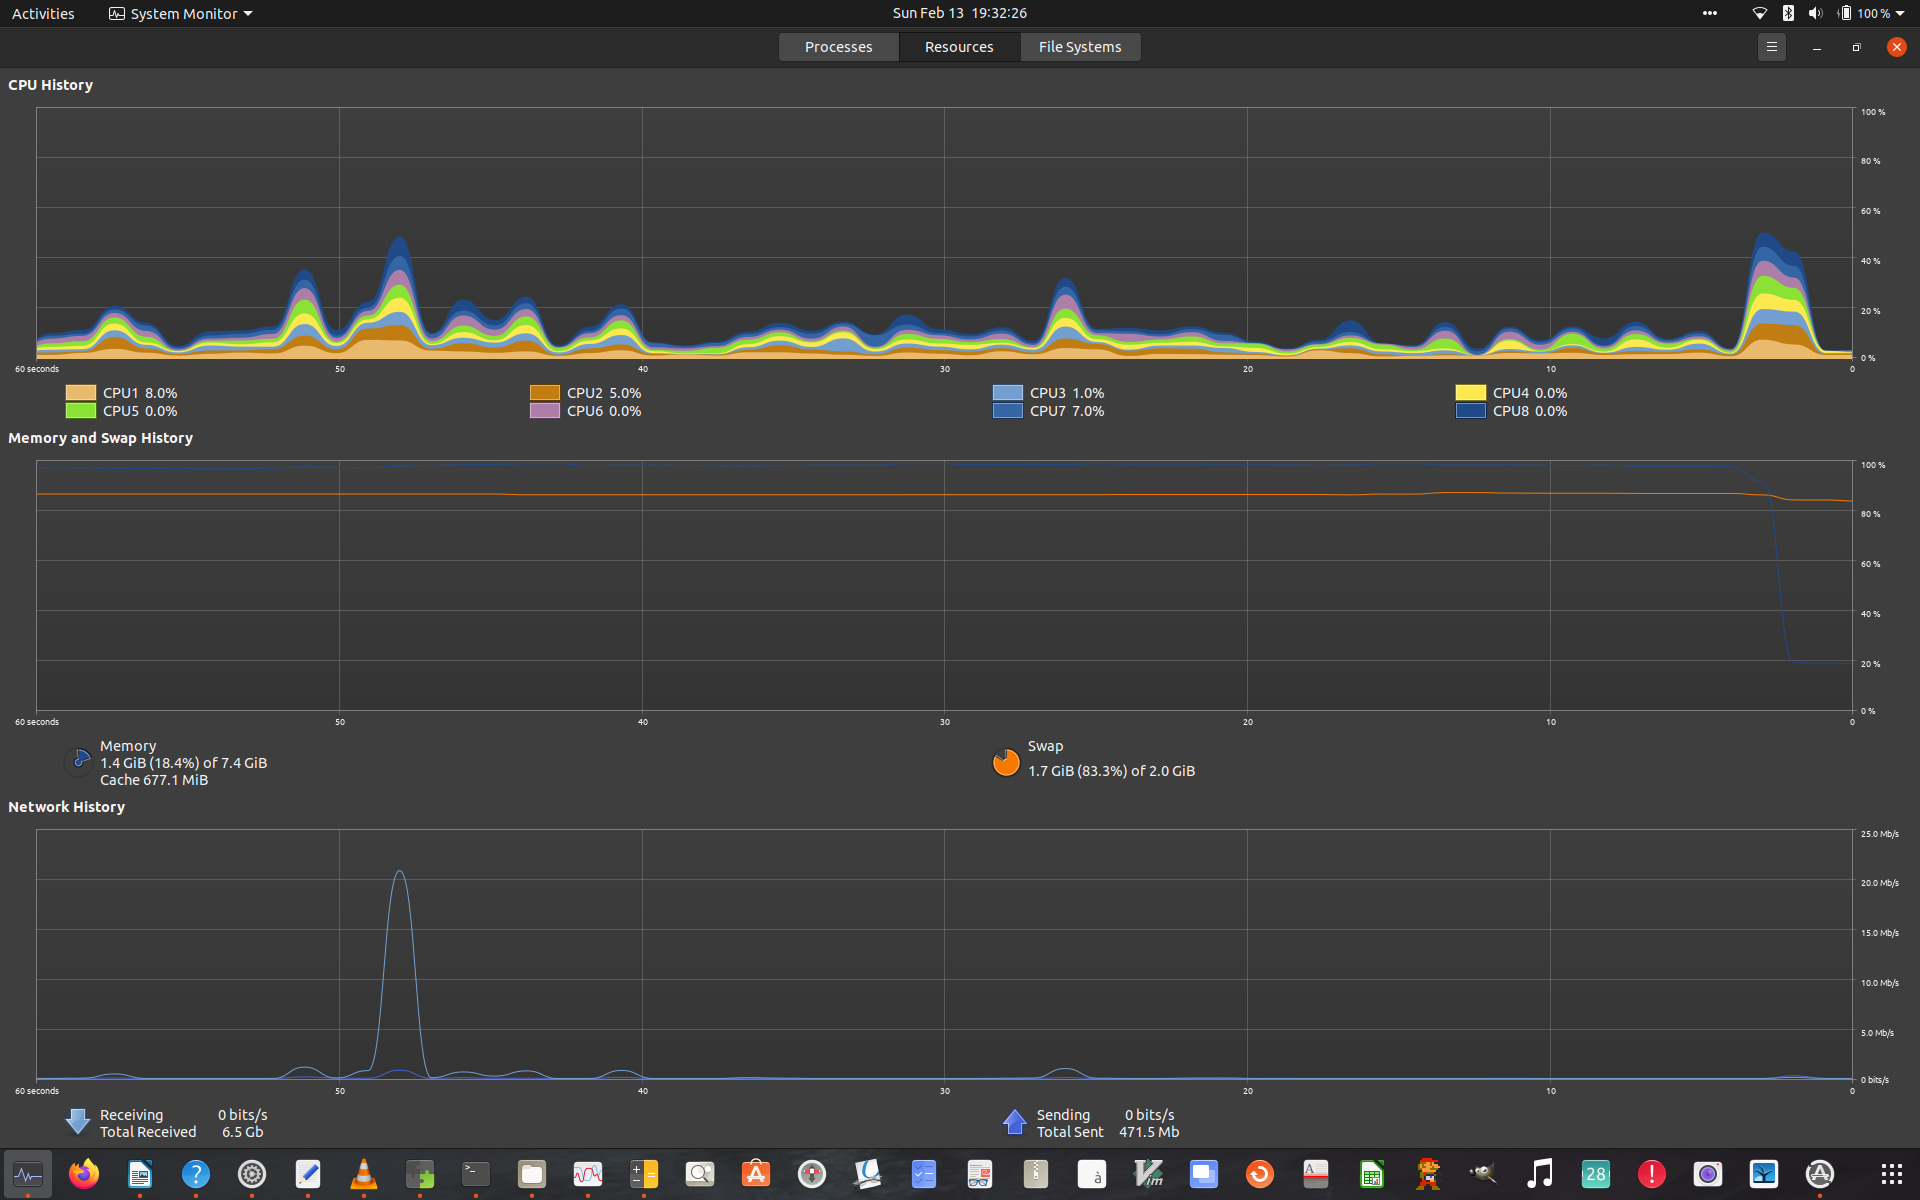 Activities System Monitor Sun Feb 13 19:32:26 100 %
Processes Resources File Systems
CPU History
100 %
80 %
60 %
40 %
20 %
0 %
60 seconds 50 40 30 20 10 0
CPU1 8.0% CPU2 5.0% CPU3 1.0% CPU4 0.0%
CPU5 0.0% CPU6 0.0% CPU7 7.0% CPU8 0.0%
Memory and Swap History
100 %
80 %
60 %
40 %
20 %
0 %
60 seconds 50 40 30 20 10 0
Memory
1.4 GiB (18.4%) of 7.4 GiB
Cache 677.1 MiB
Swap
1.7 GiB (83.3%) of 2.0 GiB
Network History
25.0 Mb/s
20.0 Mb/s
15.0 Mb/s
10.0 Mb/s
5.0 Mb/s
0 bits/s
60 seconds 50 40 30 20 10 0
Receiving 0 bits/s
Total Received 6.5 Gb
Sending 0 bits/s
Total Sent 471.5 Mb
? >_ A à Vim A 28 !